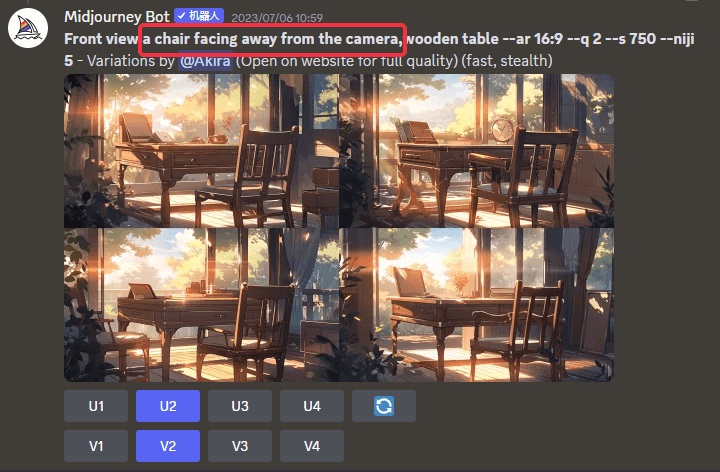 Midjourney Bot ✓机器人 2023/07/06 10:59
Front view a chair facing away from the camera, wooden table --ar 16:9 --q 2 --s 750 --niji
5 - Variations by @Akira (Open on website for full quality) (fast, stealth)
U1 U2 U3 U4
V1 V2 V3 V4